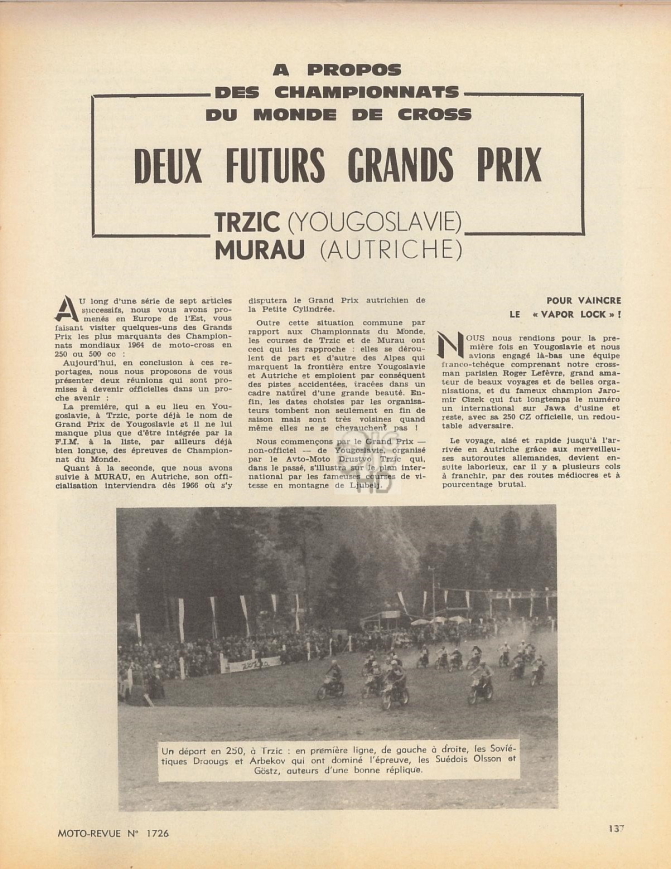 A PROPOS
DES CHAMPIONNATS
DU MONDE DE CROSS
DEUX FUTURS GRANDS PRIX
TRZIC (YOUGOSLAVIE)
MURAU (AUTRICHE)
AU long d'une série de sept articles
successifs, nous vous avons pro-
menés en Europe de l'Est, vous
faisant visiter quelques-uns des Grands
Prix les plus marquants des Champion-
nats mondiaux 1964 de moto-cross en
250 ou 500 cc :
Aujourd'hui, en conclusion à ces re-
portages, nous nous proposons de vous
présenter deux réunions qui sont pro-
mises à devenir officielles dans un pro-
che avenir :
La première, qui a eu lieu en You-
goslavie, à Trzic, porte déjà le nom de
Grand Prix de Yougoslavie et il ne lui
manque plus que d'être intégrée par la
F.I.M. à la liste, par ailleurs déjà
bien longue, des épreuves de Champion-
nat du Monde.
Quant à la seconde, que nous avons
suivie à MURAU, en Autriche, son offi-
cialisation interviendra dès 1966 où s'y
disputera le Grand Prix autrichien de
la Petite Cylindrée.
Outre cette situation commune par
rapport aux Championnats du Monde,
les courses de Trzic et de Murau ont
ceci qui les rapproche : elles se dérou-
lent de part et d'autre des Alpes qui
marquent la frontière entre Yougoslavie
et Autriche et emploient par conséquent
des pistes accidentées, tracées dans un
cadre naturel d'une grande beauté. En-
fin, les dates choisies par les organisa-
teurs tombent non seulement en fin de
saison mais sont très voisines quand
même elles ne se chevauchent pas !
Nous commençons par le Grand Prix —
non-officiel — de Yougoslavie organisé
par le Avto-Moto Drustvo Trzic qui,
dans le passé, s'illustra au plan inter-
national par les fameuses courses de vi-
tesse en montagne de Ljubelj.
POUR VAINCRE
LE « VAPOR LOCK » !
NOUS nous rendions pour la pre-
mière fois en Yougoslavie et nous
avions engagé là-bas une équipe
franco-tchèque comprenant notre cross-
man parisien Roger Lefèvre, grand ama-
teur de beaux voyages et de belles orga-
nisations, et du fameux champion Jaro-
mir Cizek qui fut longtemps le numéro
un international sur Jawa d'usine et
reste, avec sa 250 CZ officielle, un redou-
table adversaire.
Le voyage, aisé et rapide jusqu'à l'ar-
rivée en Autriche grâce aux merveilleu-
ses autoroutes allemandes, devient en-
suite laborieux, car il y a plusieurs cols
à franchir, par des routes médiocres et à
pourcentage brutal.
Un départ en 250, à Trzic : en première ligne, de gauche à droite, les Sovié-
tiques Draougs et Arbekov qui ont dominé l'épreuve, les Suédois Olsson et
Göstz, auteurs d'une bonne réplique.
MOTO-REVUE N° 1726
137